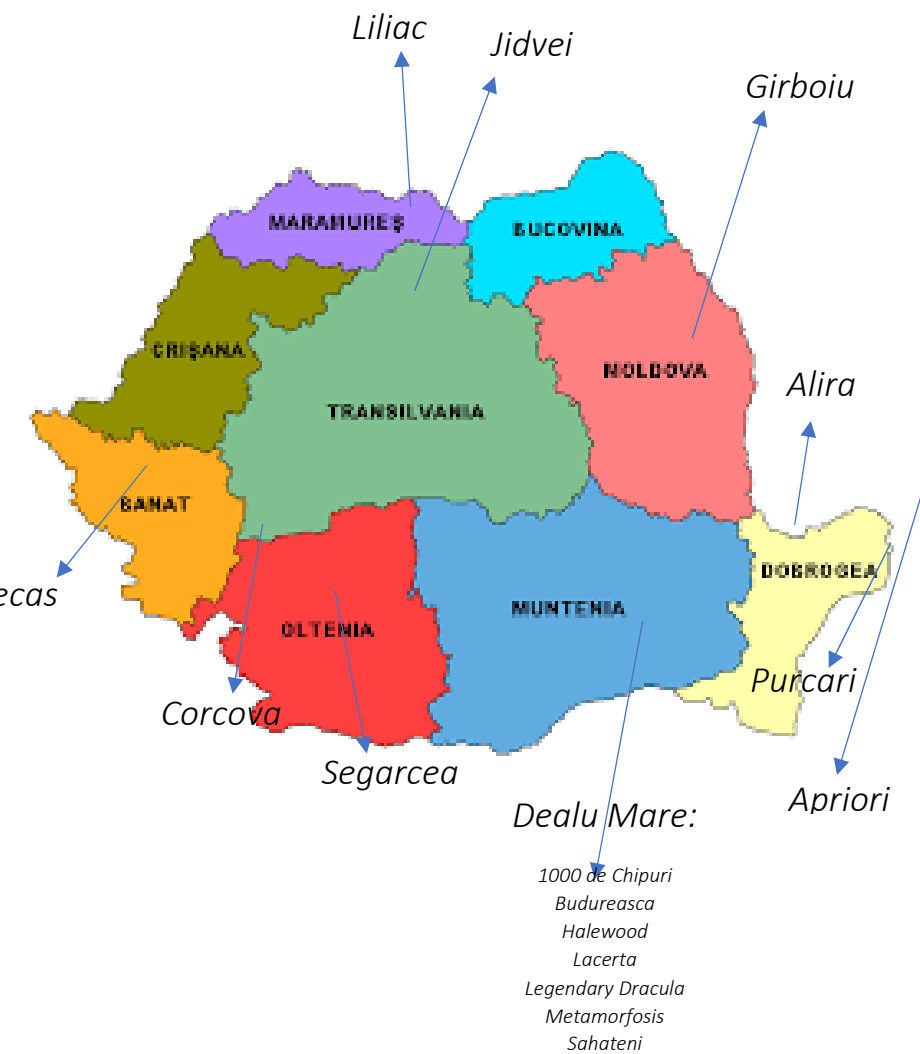 Liliac
Jidvei
Girboiu
MARAMUREȘ
BUCOVINA
CRIȘANA
MOLDOVA
Alira
TRANSILVANIA
BANAT
DOBROGEA
ecas
MUNTENIA
OLTENIA
Purcari
Corcova
Segarcea
Apriori
Dealu Mare:
1000 de Chipuri
Budureasca
Halewood
Lacerta
Legendary Dracula
Metamorfosis
Sahateni